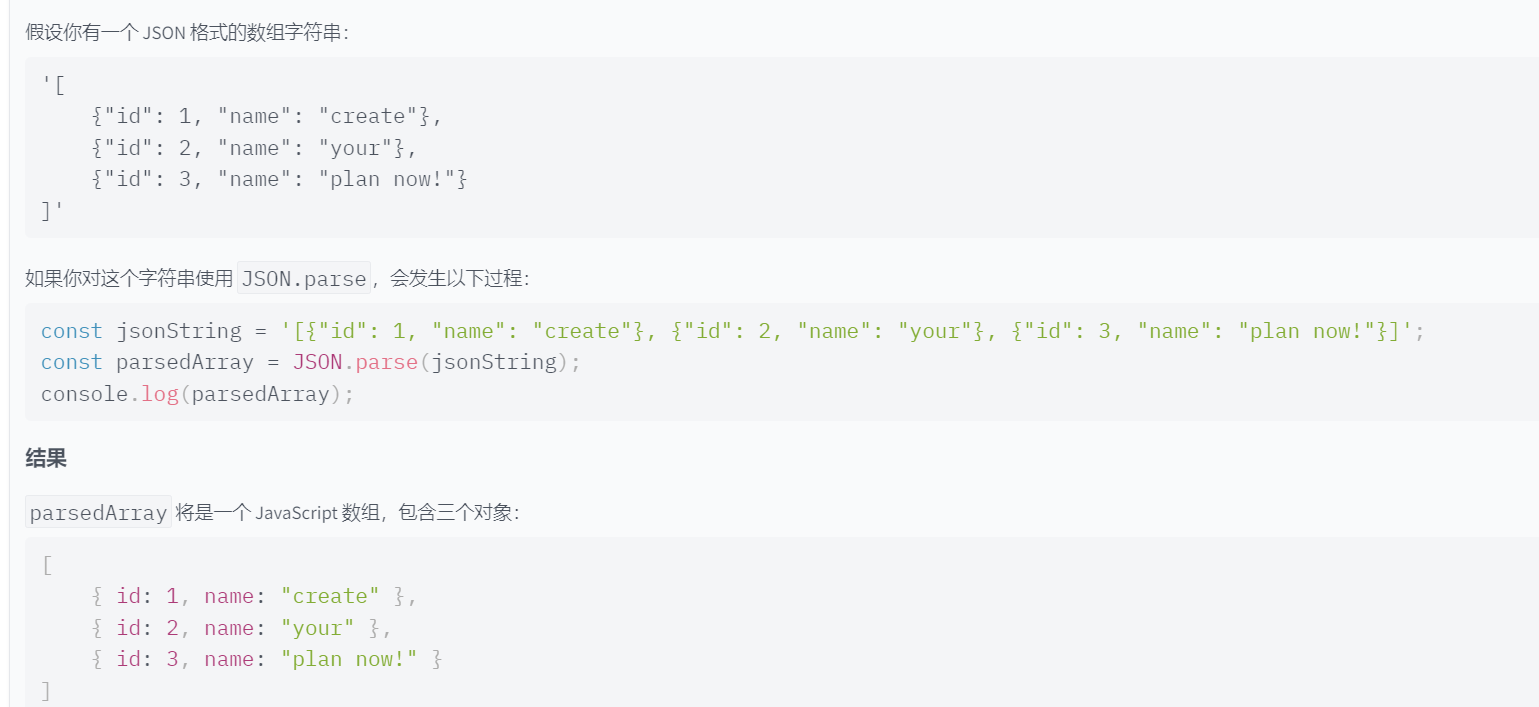 假设你有一个 JSON 格式的数组字符串：
'[
    {"id": 1, "name": "create"},
    {"id": 2, "name": "your"},
    {"id": 3, "name": "plan now!"}
]'
如果你对这个字符串使用 JSON.parse，会发生以下过程：
const jsonString = '[{"id": 1, "name": "create"}, {"id": 2, "name": "your"}, {"id": 3, "name": "plan now!"}]';
const parsedArray = JSON.parse(jsonString);
console.log(parsedArray);
结果
parsedArray 将是一个 JavaScript 数组，包含三个对象：
[
    { id: 1, name: "create" },
    { id: 2, name: "your" },
    { id: 3, name: "plan now!" }
]